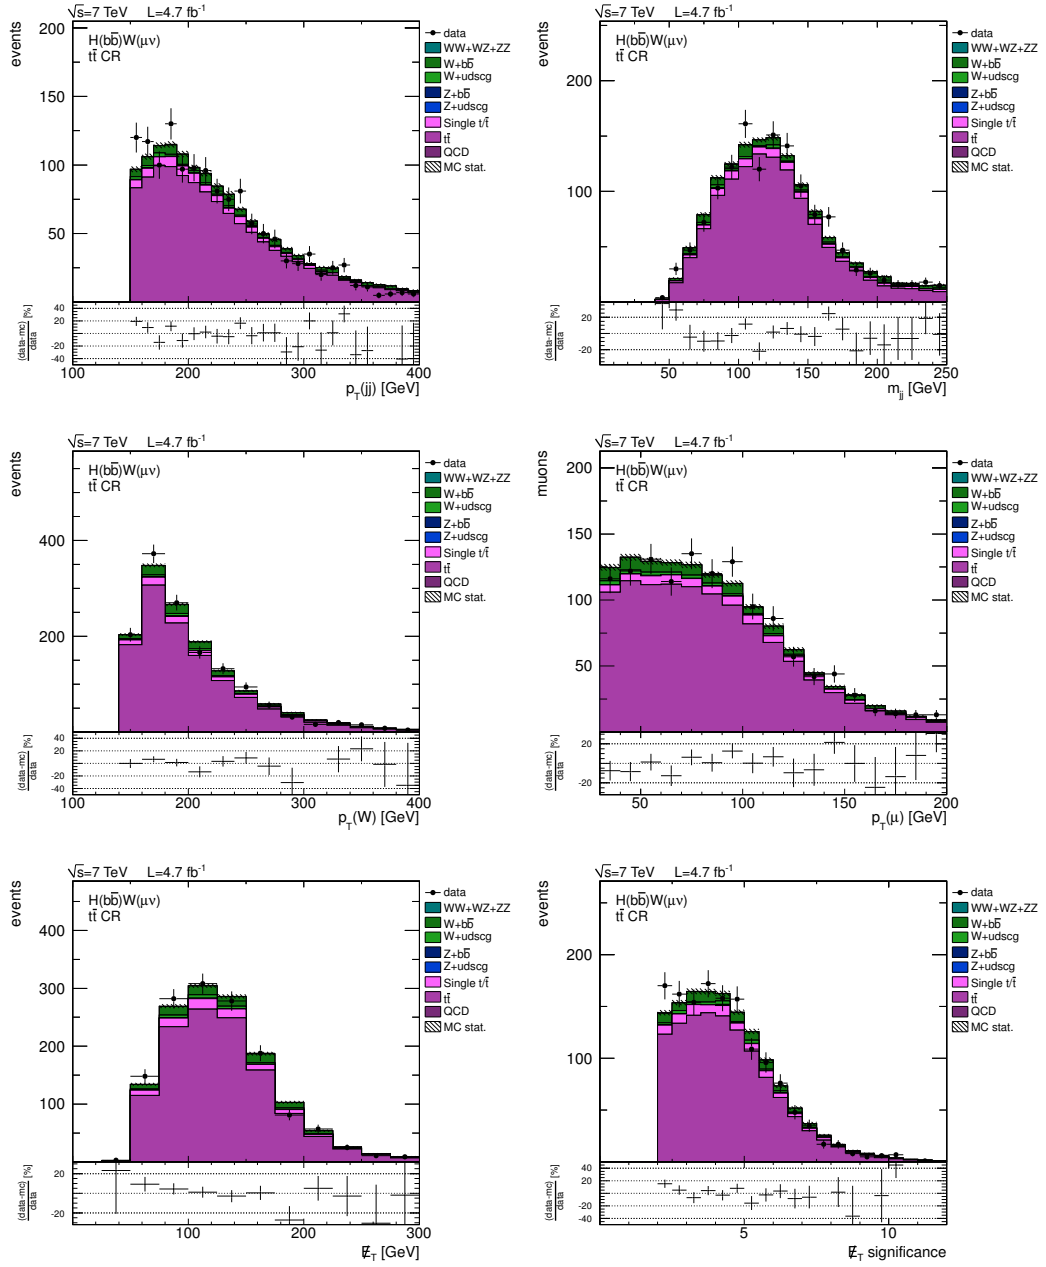 √s=7 TeV L=4.7 fb⁻¹
events
200
150
100
50
H(bb̅)W(μν)
tt̅ CR
data
WW+WZ+ZZ
W+bb̅
W+udscg
Z+bb̅
Z+udscg
Single t/t̅
tt̅
QCD
MC stat.
(data-mc)/data [%]
40
20
0
-20
-40
100 200 300 400
p_T(jj) [GeV]
√s=7 TeV L=4.7 fb⁻¹
events
200
100
H(bb̅)W(μν)
tt̅ CR
data
WW+WZ+ZZ
W+bb̅
W+udscg
Z+bb̅
Z+udscg
Single t/t̅
tt̅
QCD
MC stat.
(data-mc)/data [%]
20
0
-20
50 100 150 200 250
m_jj [GeV]
√s=7 TeV L=4.7 fb⁻¹
events
400
200
H(bb̅)W(μν)
tt̅ CR
data
WW+WZ+ZZ
W+bb̅
W+udscg
Z+bb̅
Z+udscg
Single t/t̅
tt̅
QCD
MC stat.
(data-mc)/data [%]
40
20
0
-20
-40
100 200 300 400
p_T(W) [GeV]
√s=7 TeV L=4.7 fb⁻¹
muons
200
150
100
50
H(bb̅)W(μν)
tt̅ CR
data
WW+WZ+ZZ
W+bb̅
W+udscg
Z+bb̅
Z+udscg
Single t/t̅
tt̅
QCD
MC stat.
(data-mc)/data [%]
20
0
-20
50 100 150 200
p_T(μ) [GeV]
√s=7 TeV L=4.7 fb⁻¹
events
400
300
200
100
H(bb̅)W(μν)
tt̅ CR
data
WW+WZ+ZZ
W+bb̅
W+udscg
Z+bb̅
Z+udscg
Single t/t̅
tt̅
QCD
MC stat.
(data-mc)/data [%]
20
0
-20
100 200 300
E̸_T [GeV]
√s=7 TeV L=4.7 fb⁻¹
events
200
100
H(bb̅)W(μν)
tt̅ CR
data
WW+WZ+ZZ
W+bb̅
W+udscg
Z+bb̅
Z+udscg
Single t/t̅
tt̅
QCD
MC stat.
(data-mc)/data [%]
40
20
0
-20
-40
5 10
E̸_T significance